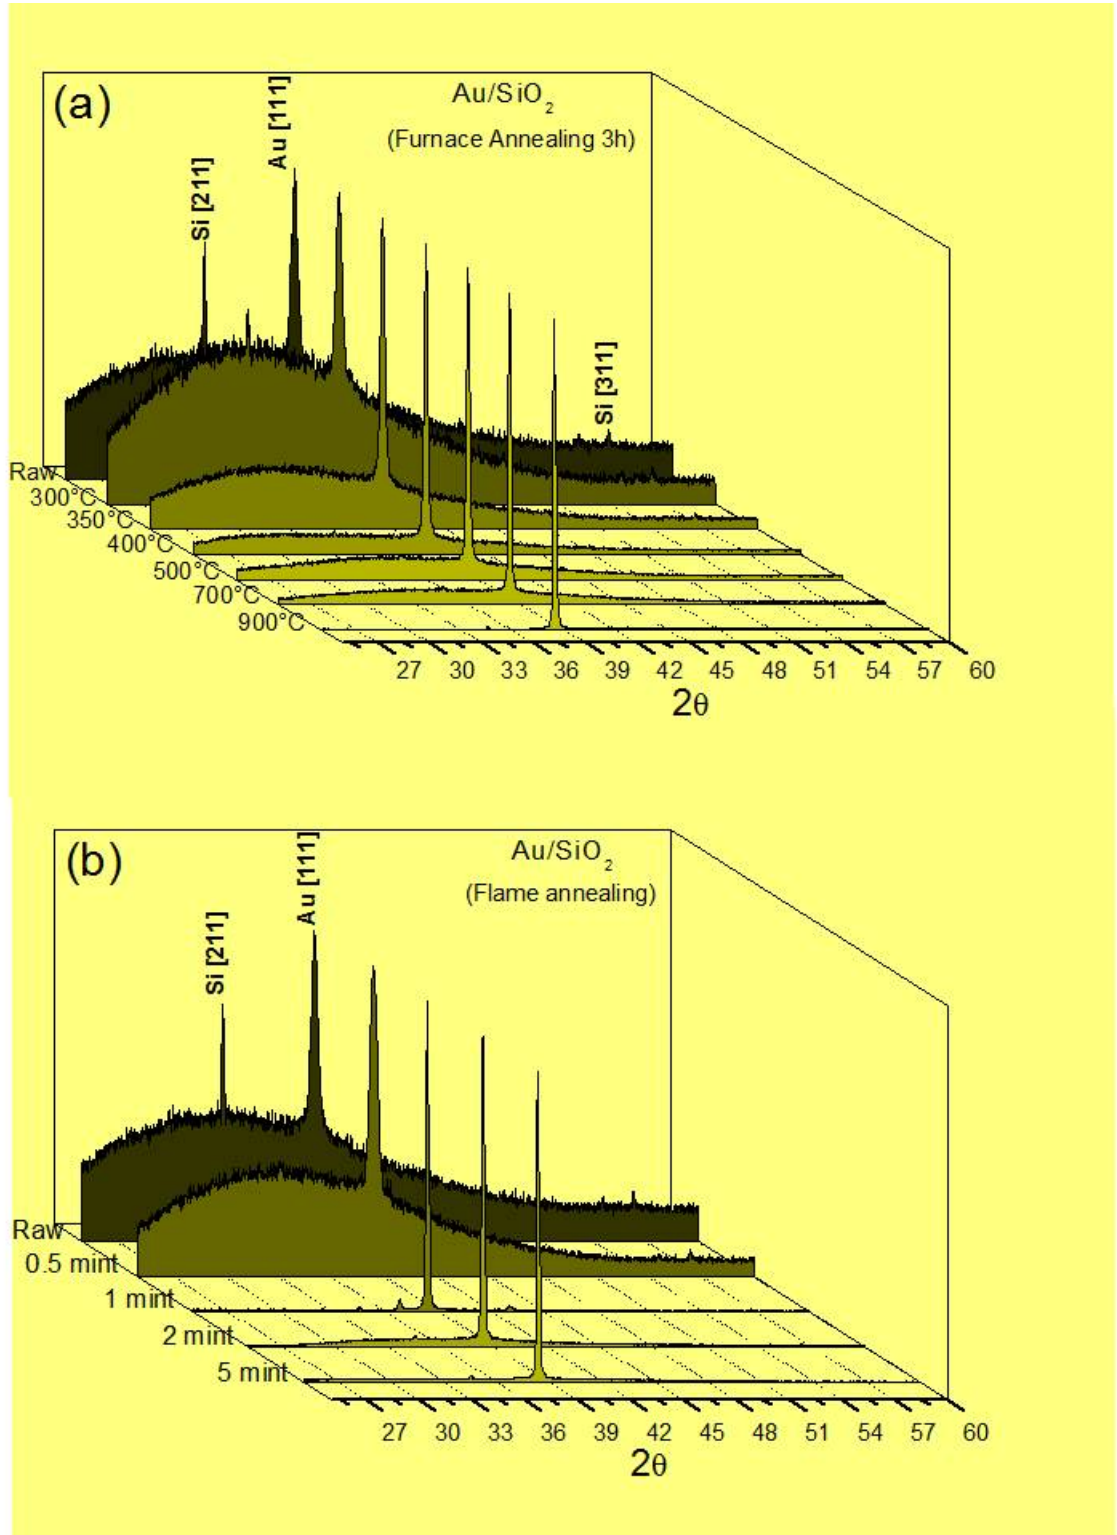 (a)
Au/SiO₂
(Furnace Annealing 3h)
Au [111]
Si [211]
Si [311]
Raw
300°C
350°C
400°C
500°C
700°C
900°C
27 30 33 36 39 42 45 48 51 54 57 60
2θ
(b)
Au/SiO₂
(Flame annealing)
Au [111]
Si [211]
Raw
0.5 mint
1 mint
2 mint
5 mint
27 30 33 36 39 42 45 48 51 54 57 60
2θ